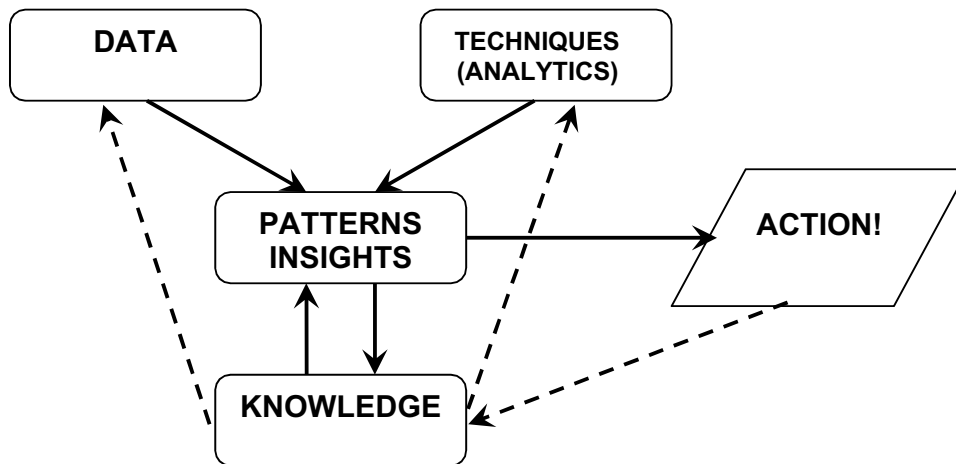 DATA
TECHNIQUES
(ANALYTICS)
PATTERNS
INSIGHTS
ACTION!
KNOWLEDGE